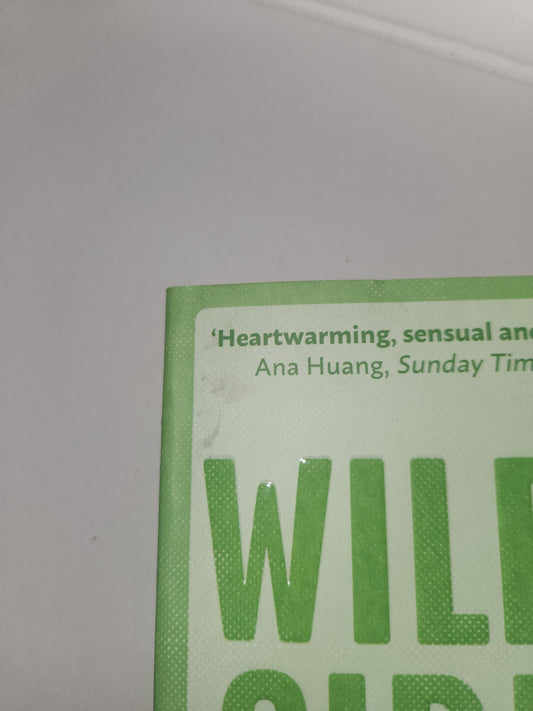 'Heartwarming, sensual and
Ana Huang, Sunday Tim
WIL